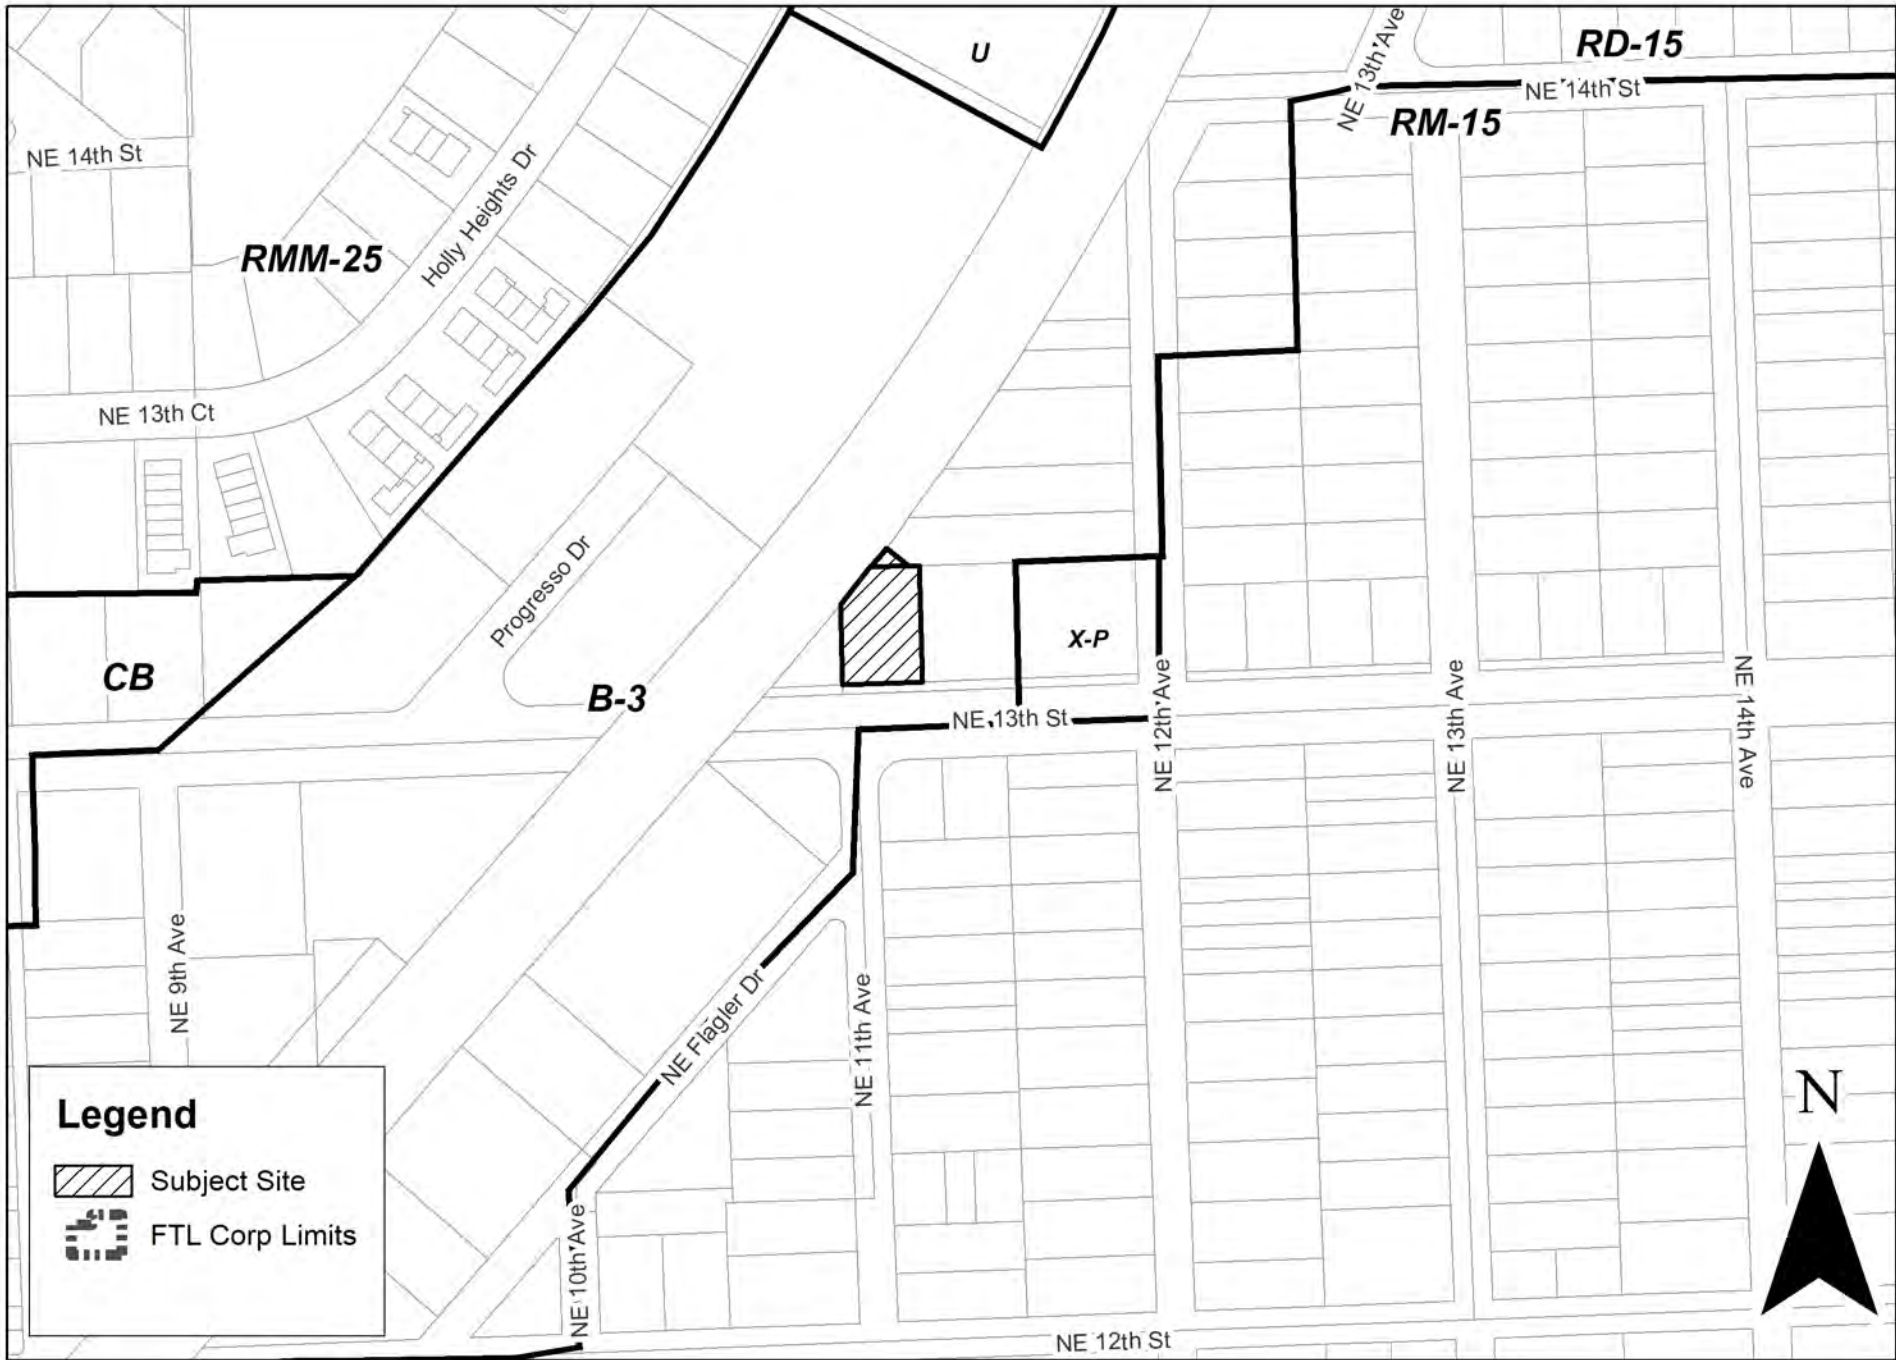 U
RD-15
NE 13th Ave
NE 14th St
RM-15
NE 14th St
Holly Heights Dr
RMM-25
NE 13th Ct
Progresso Dr
X-P
CB
B-3
NE 13th St
NE 12th Ave
NE 13th Ave
NE 14th Ave
NE 9th Ave
NE Flagler Dr
NE 11th Ave
NE 10th Ave
NE 12th St
Legend
Subject Site
FTL Corp Limits
N